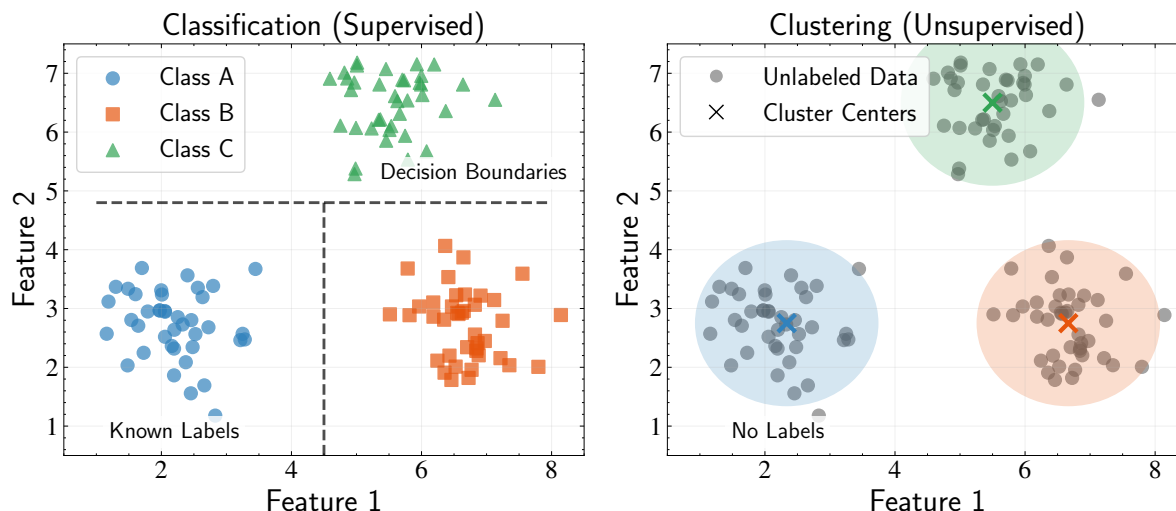 Classification (Supervised)
Class A
Class B
Class C
Decision Boundaries
Known Labels
7
6
5
4
3
2
1
Feature 2
2
4
6
8
Feature 1
Clustering (Unsupervised)
Unlabeled Data
Cluster Centers
No Labels
7
6
5
4
3
2
1
Feature 2
2
4
6
8
Feature 1